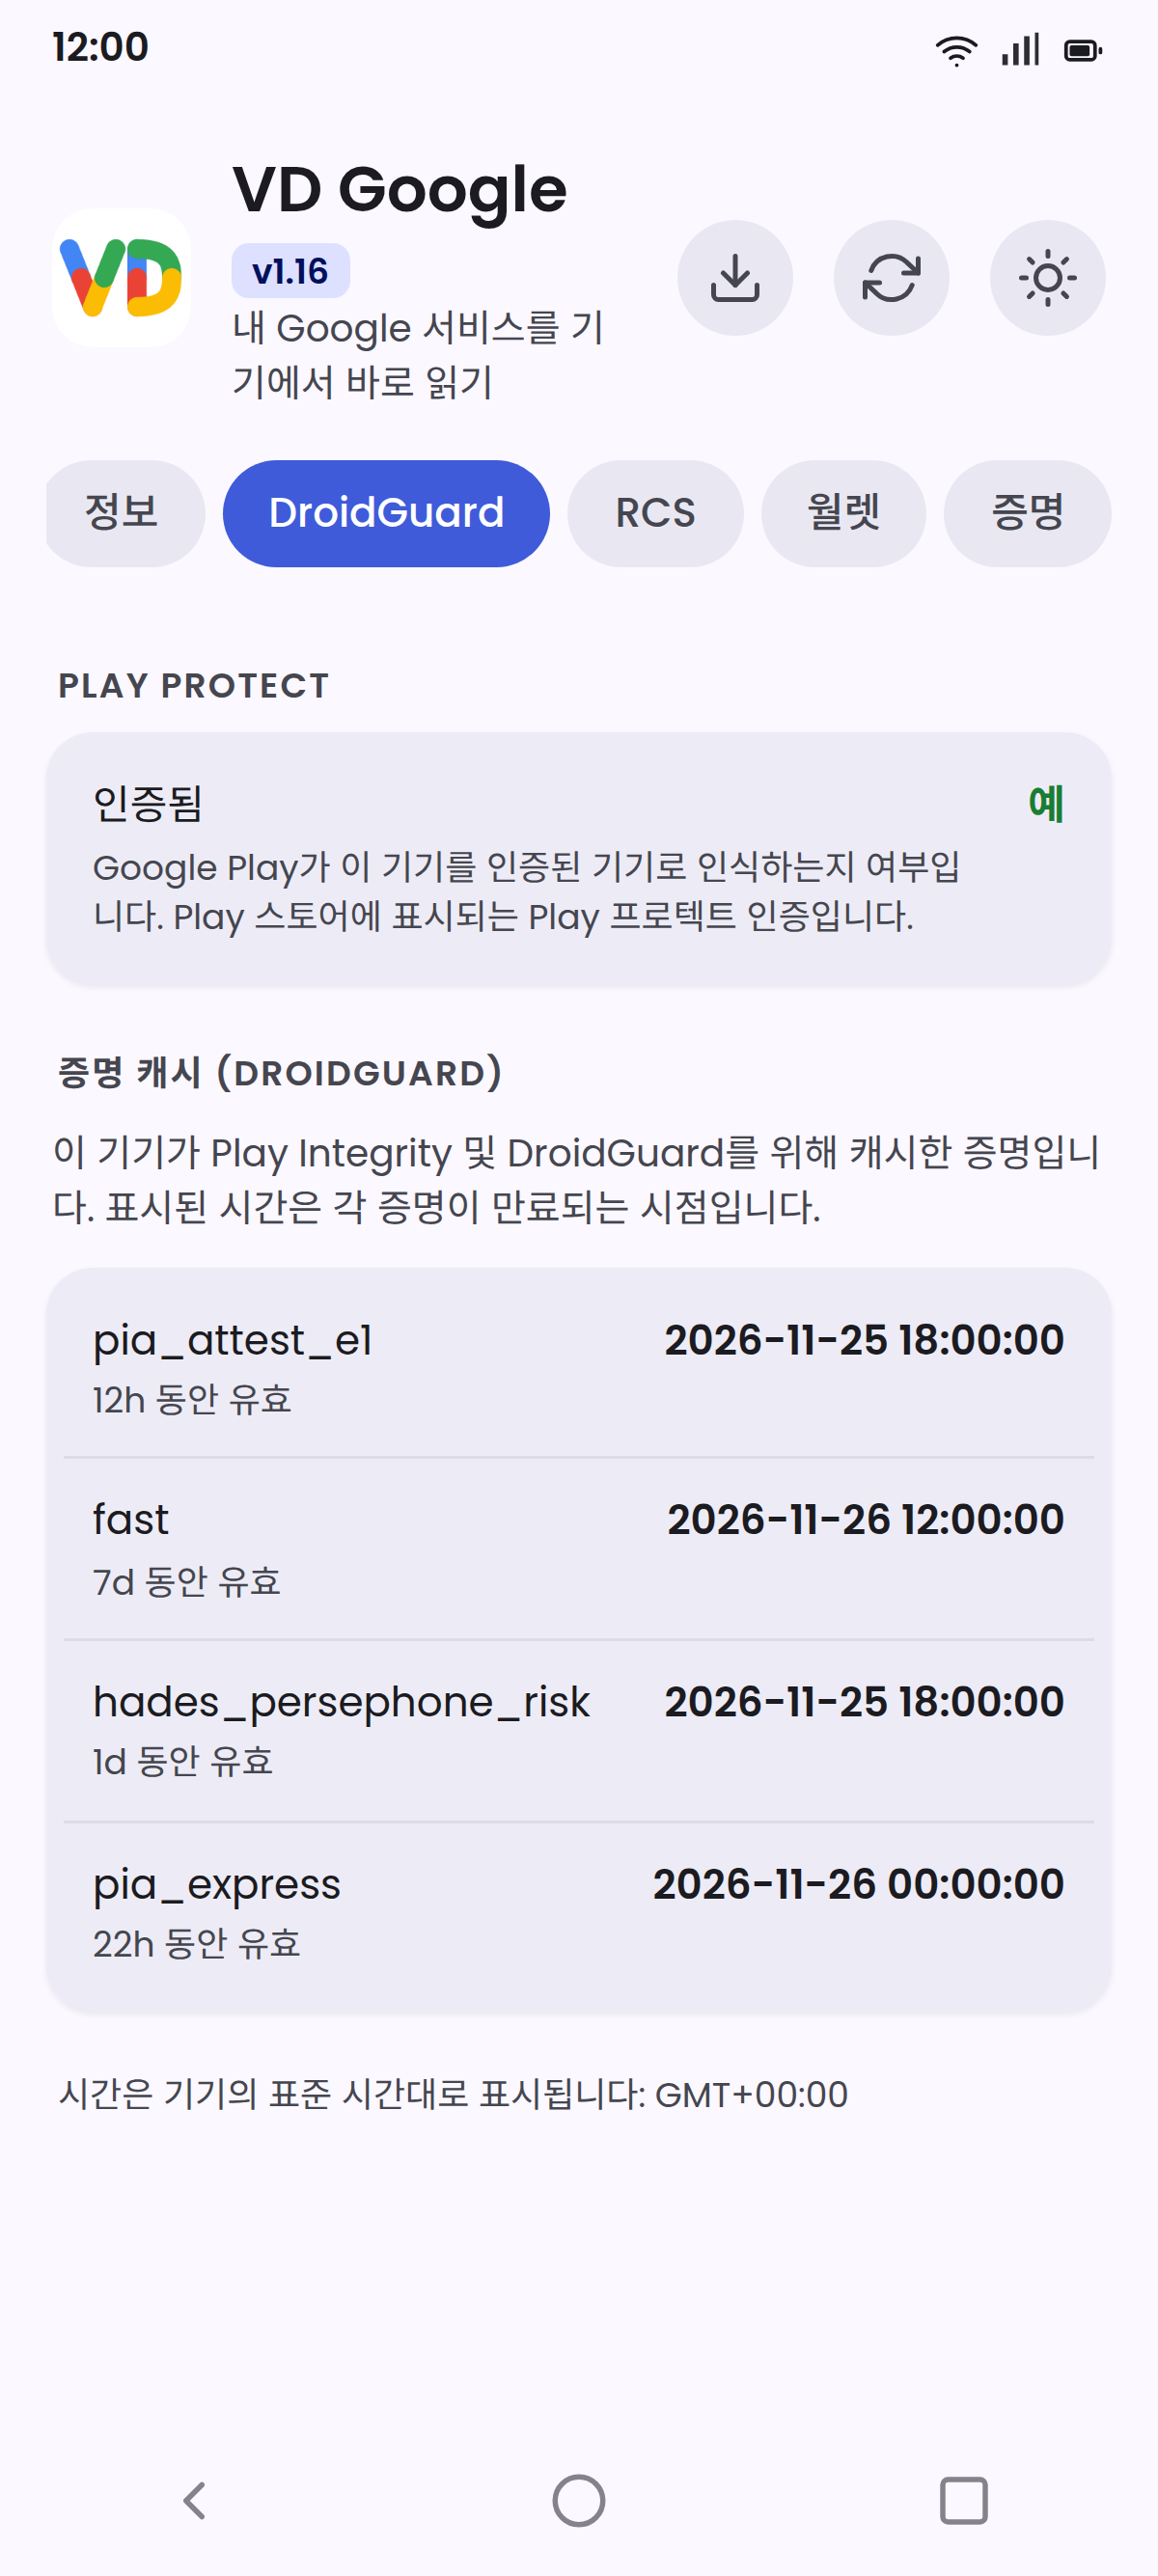 12:00
VD
VD Google
v1.16
내 Google 서비스를 기
기에서 바로 읽기
정보
DroidGuard
RCS
월렛
증명
PLAY PROTECT
인증됨
예
Google Play가 이 기기를 인증된 기기로 인식하는지 여부입
니다. Play 스토어에 표시되는 Play 프로텍트 인증입니다.
증명 캐시 (DROIDGUARD)
이 기기가 Play Integrity 및 DroidGuard를 위해 캐시한 증명입니
다. 표시된 시간은 각 증명이 만료되는 시점입니다.
pia_attest_e1
2026-11-25 18:00:00
12h 동안 유효
fast
2026-11-26 12:00:00
7d 동안 유효
hades_persephone_risk
2026-11-25 18:00:00
1d 동안 유효
pia_express
2026-11-26 00:00:00
22h 동안 유효
시간은 기기의 표준 시간대로 표시됩니다: GMT+00:00